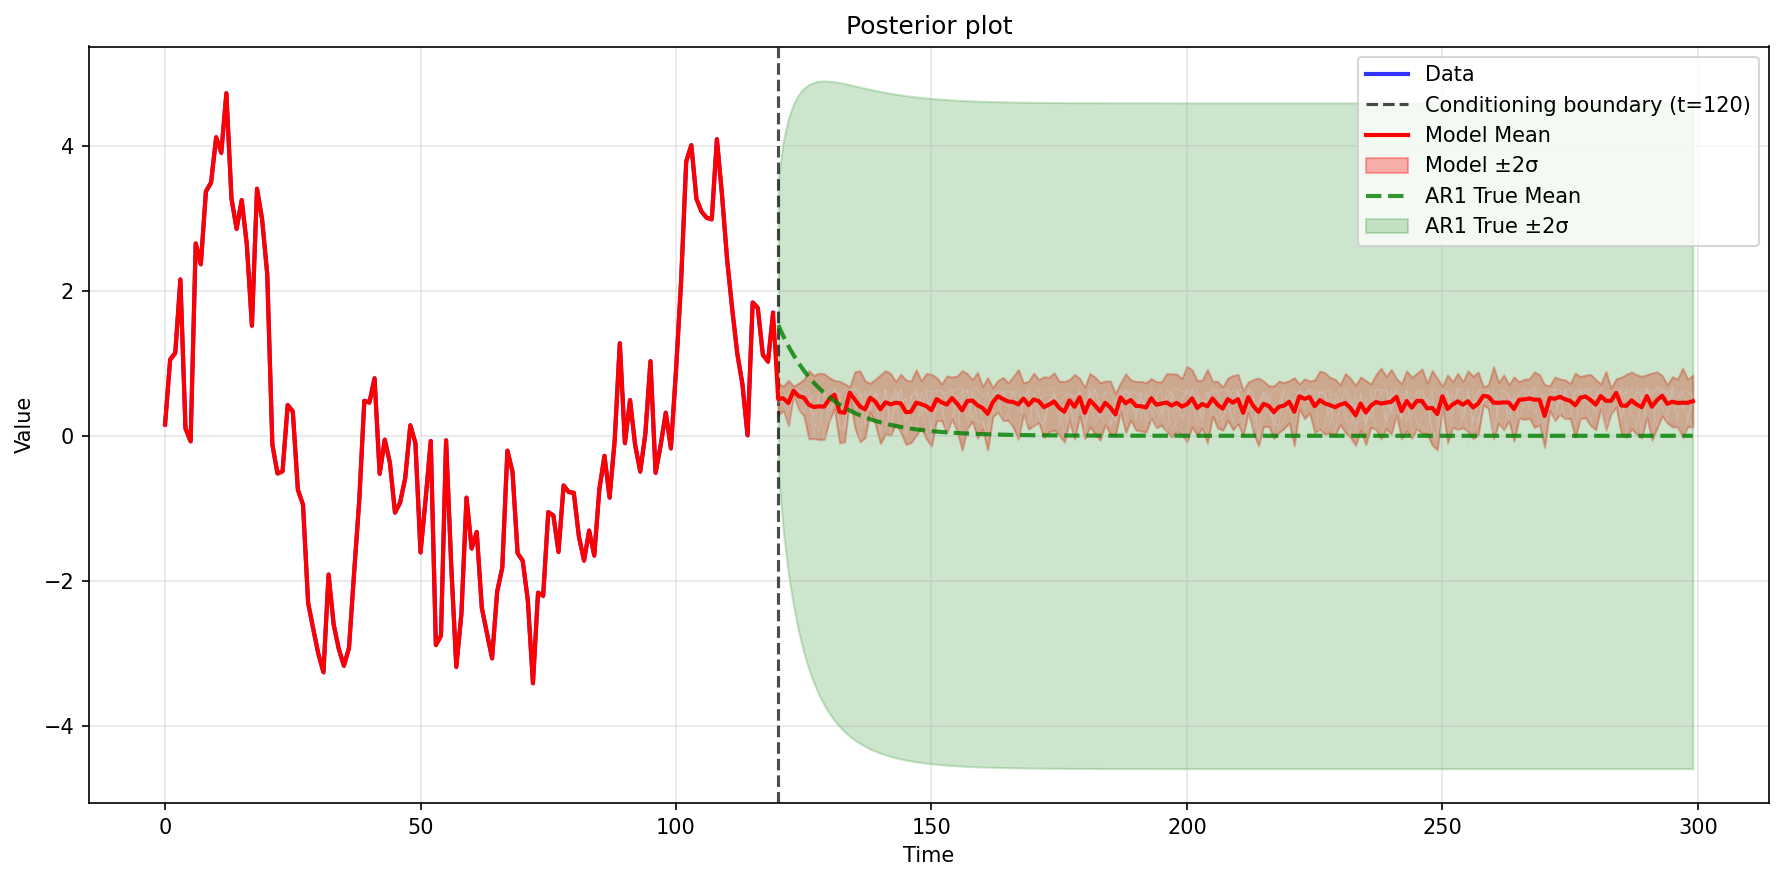 Posterior plot
Data
Conditioning boundary (t=120)
Model Mean
Model ±2σ
AR1 True Mean
AR1 True ±2σ
Value
4
2
0
−2
−4
0 50 100 150 200 250 300
Time